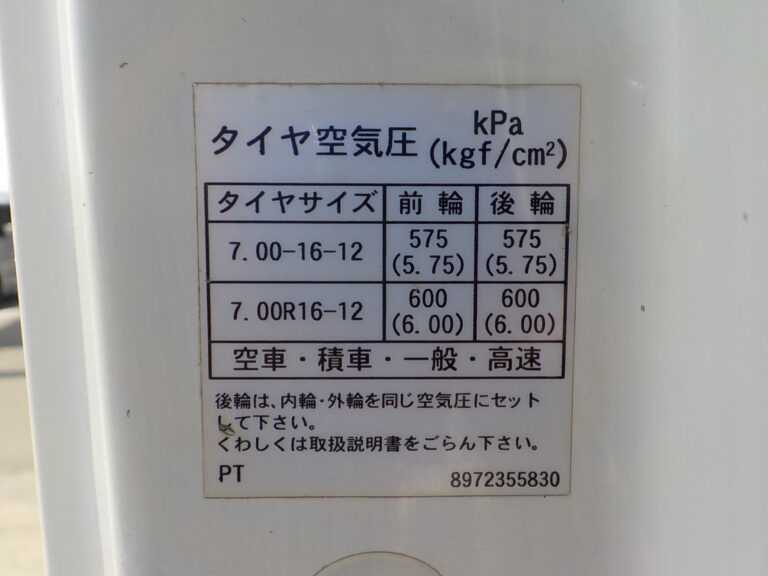 タイヤ空気圧 kPa (kgf/cm²)
タイヤサイズ 前輪 後輪
7.00-16-12 575 (5.75) 575 (5.75)
7.00R16-12 600 (6.00) 600 (6.00)
空車・積車・一般・高速
後輪は、内輪・外輪を同じ空気圧にセット
して下さい。
くわしくは取扱説明書をごらん下さい。
PT 8972355830